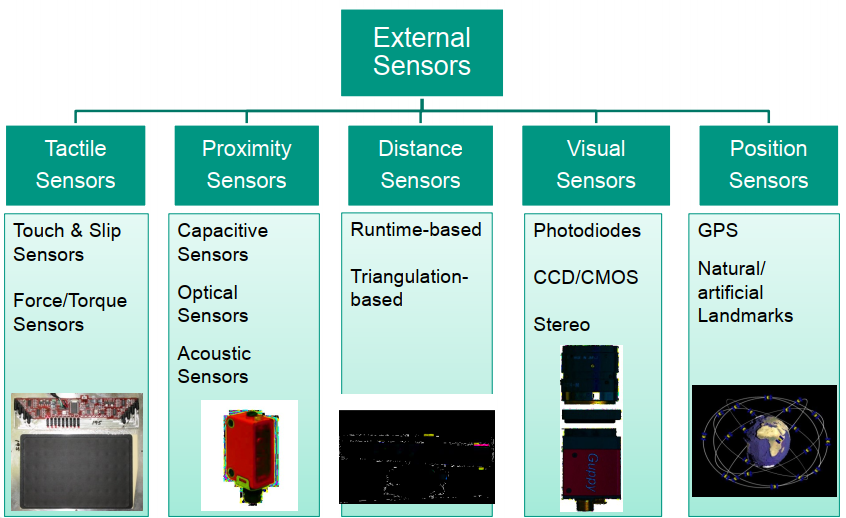 External
Sensors
Tactile
Sensors
Proximity
Sensors
Distance
Sensors
Visual
Sensors
Position
Sensors
Touch & Slip
Sensors
Force/Torque
Sensors
Capacitive
Sensors
Optical
Sensors
Acoustic
Sensors
Runtime-based
Triangulation-
based
Photodiodes
CCD/CMOS
Stereo
Guppy
GPS
Natural/
artificial
Landmarks